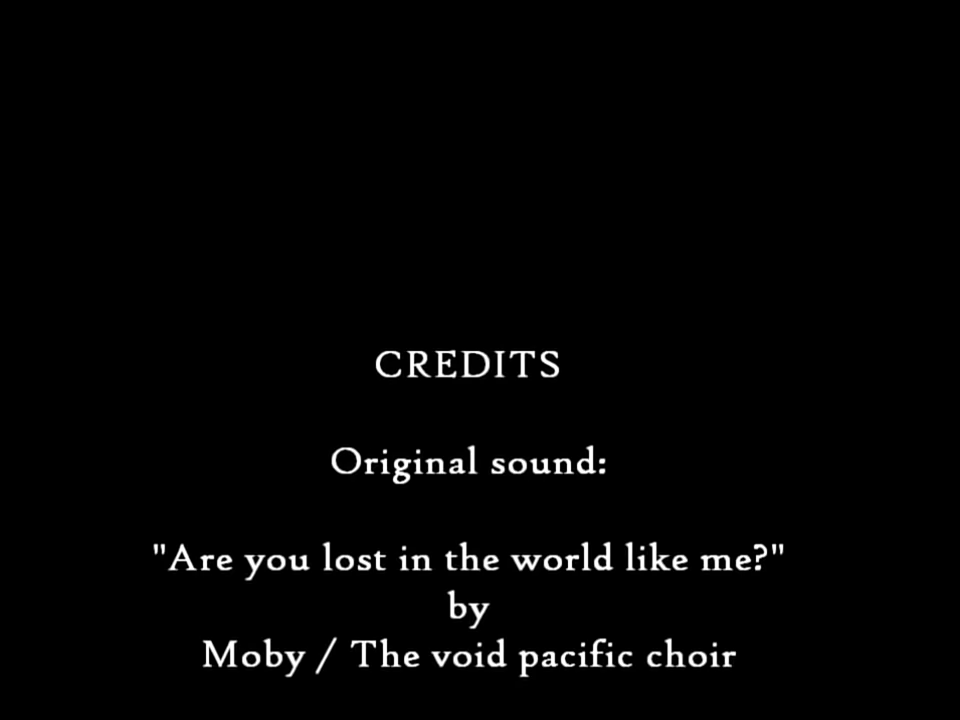 CREDITS
Original sound:
"Are you lost in the world like me?"
by
Moby / The void pacific choir